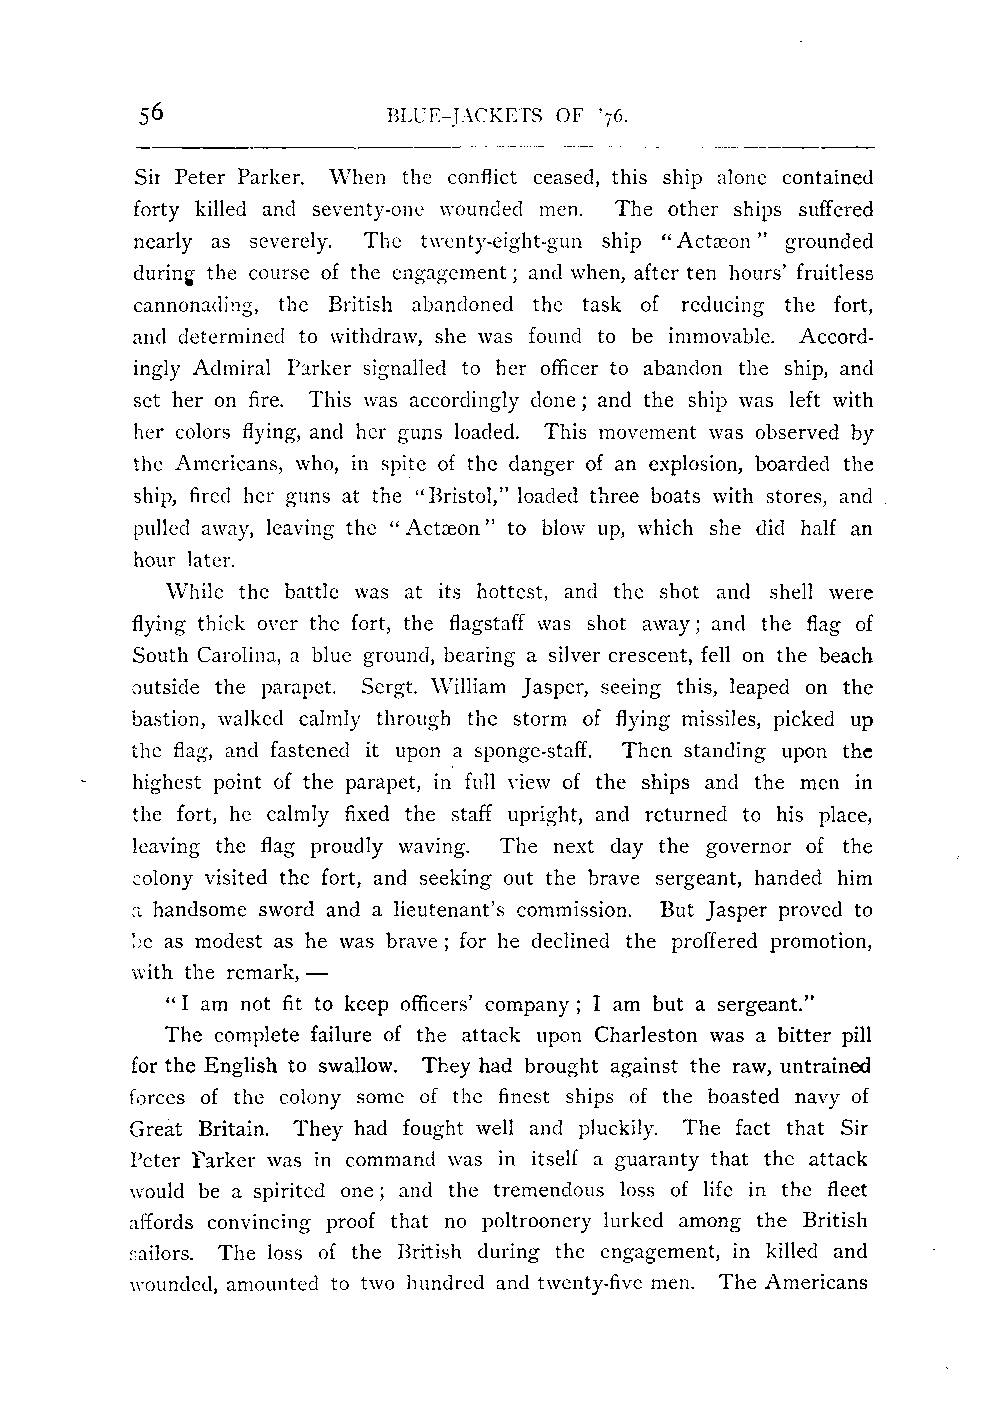 56 BLUE-JACKETS OF '76.
Sir Peter Parker. When the conflict ceased, this ship alone contained
forty killed and seventy-one wounded men. The other ships suffered
nearly as severely. The twenty-eight-gun ship "Actæon" grounded
during the course of the engagement; and when, after ten hours' fruitless
cannonading, the British abandoned the task of reducing the fort,
and determined to withdraw, she was found to be immovable. Accord-
ingly Admiral Parker signalled to her officer to abandon the ship, and
set her on fire. This was accordingly done; and the ship was left with
her colors flying, and her guns loaded. This movement was observed by
the Americans, who, in spite of the danger of an explosion, boarded the
ship, fired her guns at the "Bristol," loaded three boats with stores, and
pulled away, leaving the "Actæon" to blow up, which she did half an
hour later.
While the battle was at its hottest, and the shot and shell were
flying thick over the fort, the flagstaff was shot away; and the flag of
South Carolina, a blue ground, bearing a silver crescent, fell on the beach
outside the parapet. Sergt. William Jasper, seeing this, leaped on the
bastion, walked calmly through the storm of flying missiles, picked up
the flag, and fastened it upon a sponge-staff. Then standing upon the
highest point of the parapet, in full view of the ships and the men in
the fort, he calmly fixed the staff upright, and returned to his place,
leaving the flag proudly waving. The next day the governor of the
colony visited the fort, and seeking out the brave sergeant, handed him
a handsome sword and a lieutenant's commission. But Jasper proved to
be as modest as he was brave; for he declined the proffered promotion,
with the remark, —
"I am not fit to keep officers' company; I am but a sergeant."
The complete failure of the attack upon Charleston was a bitter pill
for the English to swallow. They had brought against the raw, untrained
forces of the colony some of the finest ships of the boasted navy of
Great Britain. They had fought well and pluckily. The fact that Sir
Peter Parker was in command was in itself a guaranty that the attack
would be a spirited one; and the tremendous loss of life in the fleet
affords convincing proof that no poltroonery lurked among the British
sailors. The loss of the British during the engagement, in killed and
wounded, amounted to two hundred and twenty-five men. The Americans